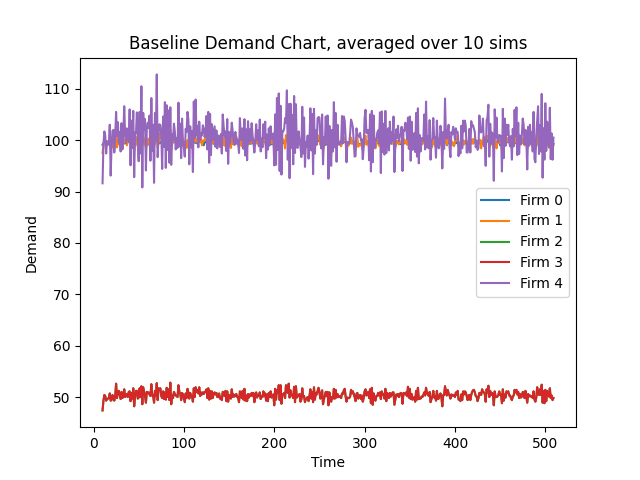 Baseline Demand Chart, averaged over 10 sims
110
100
90
80
70
60
50
Demand
Firm 0
Firm 1
Firm 2
Firm 3
Firm 4
0 100 200 300 400 500
Time